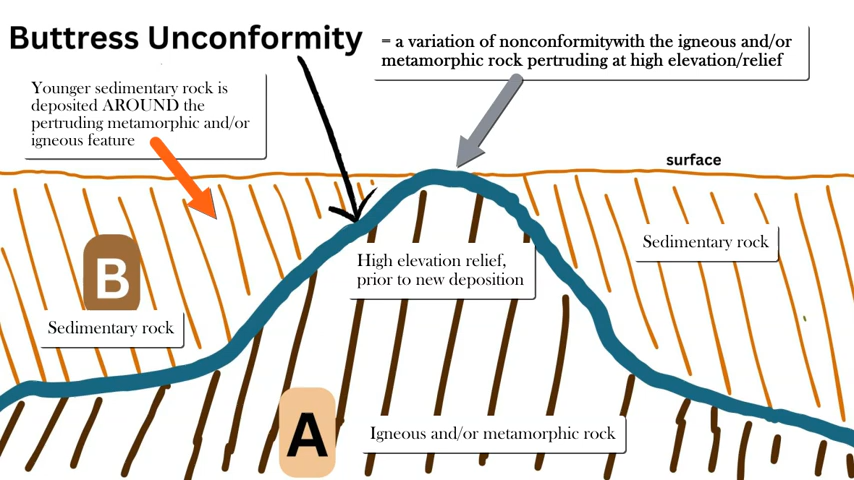 Buttress Unconformity
= a variation of nonconformitywith the igneous and/or
metamorphic rock pertruding at high elevation/relief
Younger sedimentary rock is
deposited AROUND the
pertruding metamorphic and/or
igneous feature
surface
Sedimentary rock
High elevation relief,
prior to new deposition
B
Sedimentary rock
A
Igneous and/or metamorphic rock